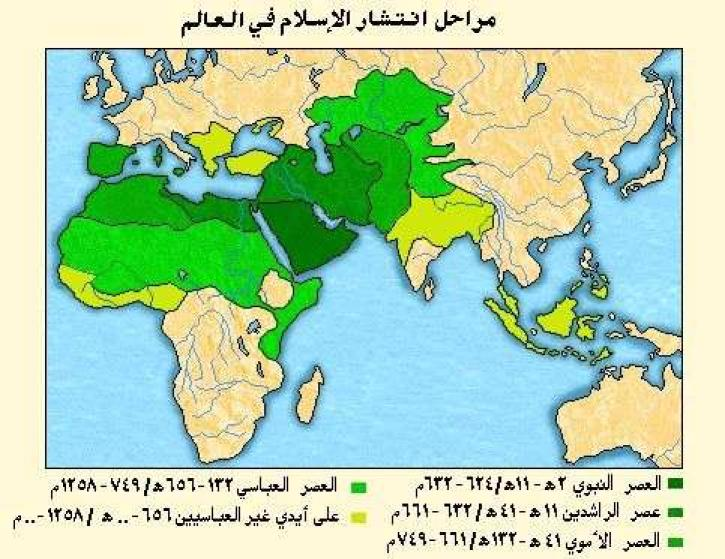 مراحل انتشار الإسلام في العالم
العصر النبوي ٢هـ-١١هـ/٦٢٤-٦٣٢م
عصر الراشدين ١١هـ-٤١هـ/٦٣٢-٦٦١م
العصر الأموي ٤١هـ-١٣٢هـ/٦٦١-٧٤٩م
العصر العباسي ١٣٢-٦٥٦هـ/٧٤٩-١٢٥٨م
على أيدي غير العباسيين ٦٥٦-..هـ/١٢٥٨-..م